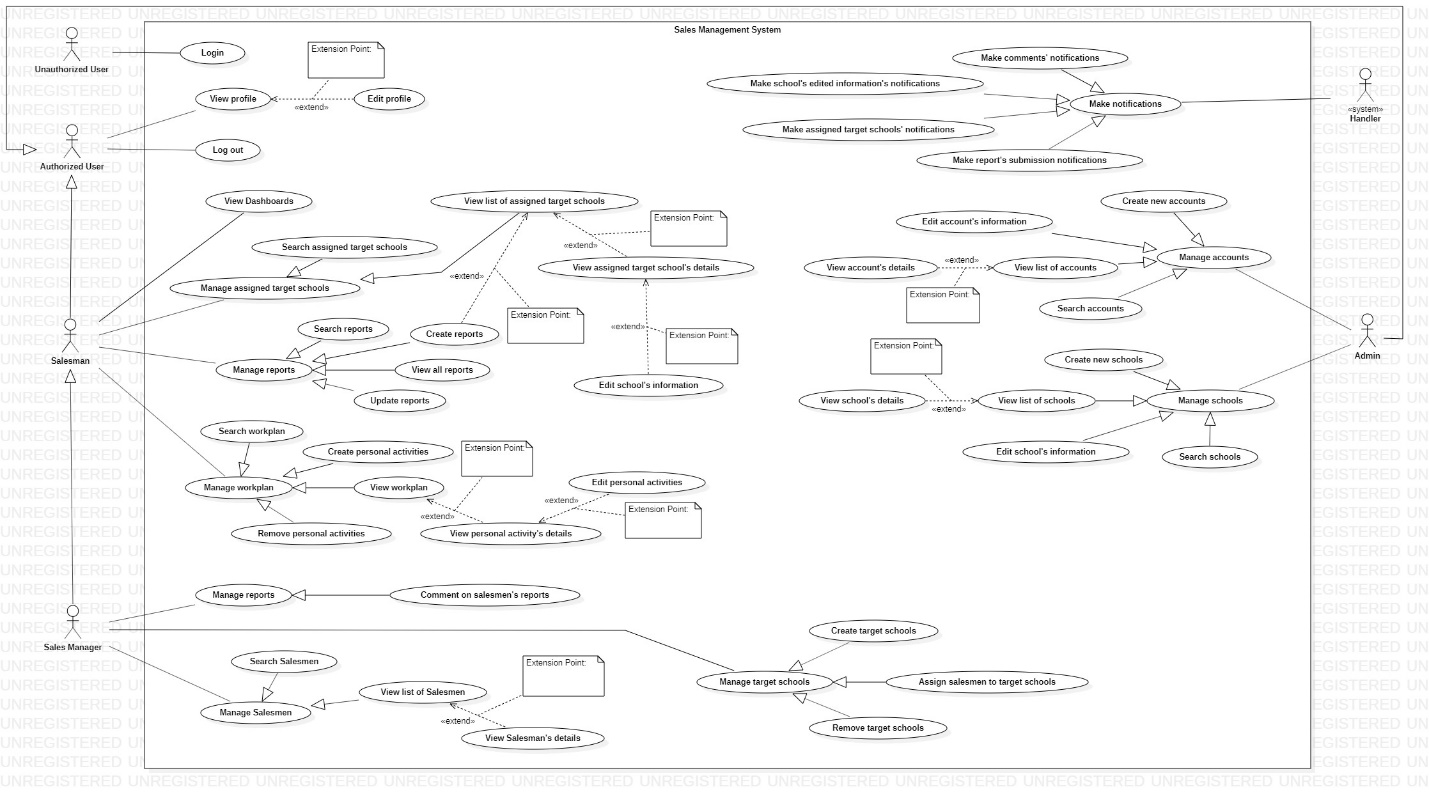 Sales Management System
Unauthorized User
Login
Extension Point:
View profile
«extend»
Edit profile
Authorized User
Log out
Make comments' notifications
Make school's edited information's notifications
Make notifications
Make assigned target schools' notifications
Make report's submission notifications
«system»
Handler
View Dashboards
View list of assigned target schools
Extension Point:
Search assigned target schools
«extend»
«extend»
View assigned target school's details
Manage assigned target schools
Extension Point:
Search reports
Create reports
«extend»
Extension Point:
Salesman
Manage reports
View all reports
Edit school's information
Update reports
Create new accounts
Edit account's information
Manage accounts
«extend»
View account's details
View list of accounts
Extension Point:
Search accounts
Admin
Extension Point:
Create new schools
View school's details
«extend»
View list of schools
Manage schools
Edit school's information
Search schools
Search workplan
Create personal activities
Extension Point:
Manage workplan
View workplan
Edit personal activities
«extend»
Extension Point:
«extend»
Remove personal activities
View personal activity's details
Manage reports
Comment on salesmen's reports
Sales Manager
Create target schools
Search Salesmen
Extension Point:
Manage target schools
Assign salesmen to target schools
View list of Salesmen
Manage Salesmen
«extend»
Remove target schools
View Salesman's details
UNREGISTERED UNREGISTERED UNREGISTERED UNREGISTERED UNREGISTERED UNREGISTERED UNREGISTERED UNREGISTERED UNREGISTERED UNREGISTERED UNREGISTERED UN